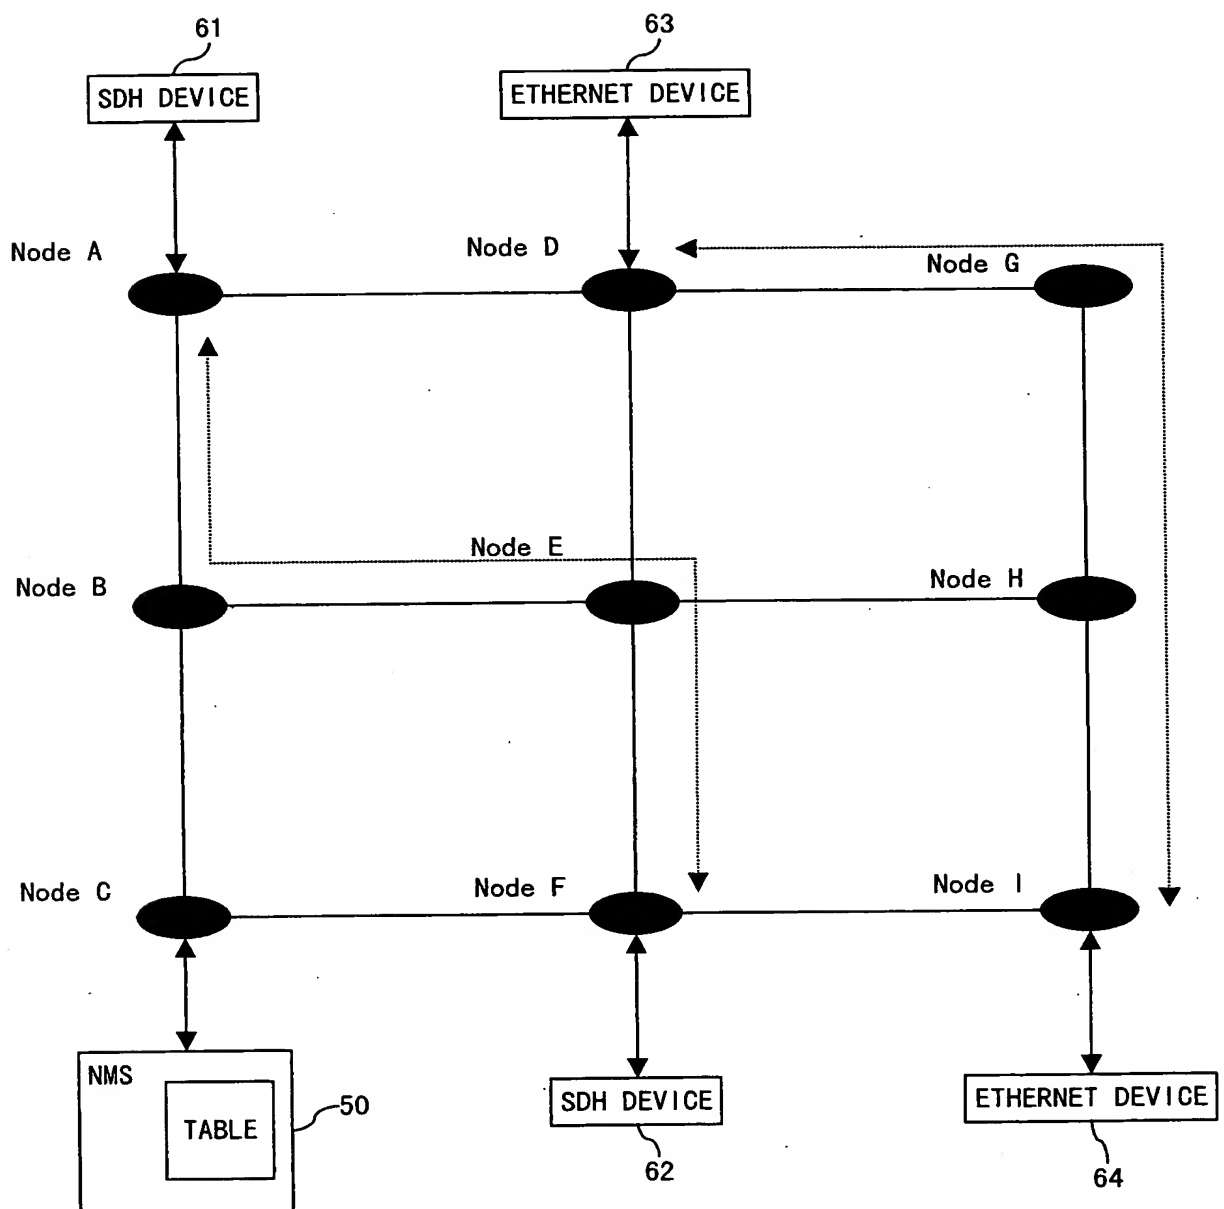 61
63
SDH DEVICE
ETHERNET DEVICE
Node A
Node D
Node G
Node E
Node B
Node H
Node C
Node F
Node I
NMS
TABLE
50
SDH DEVICE
ETHERNET DEVICE
62
64